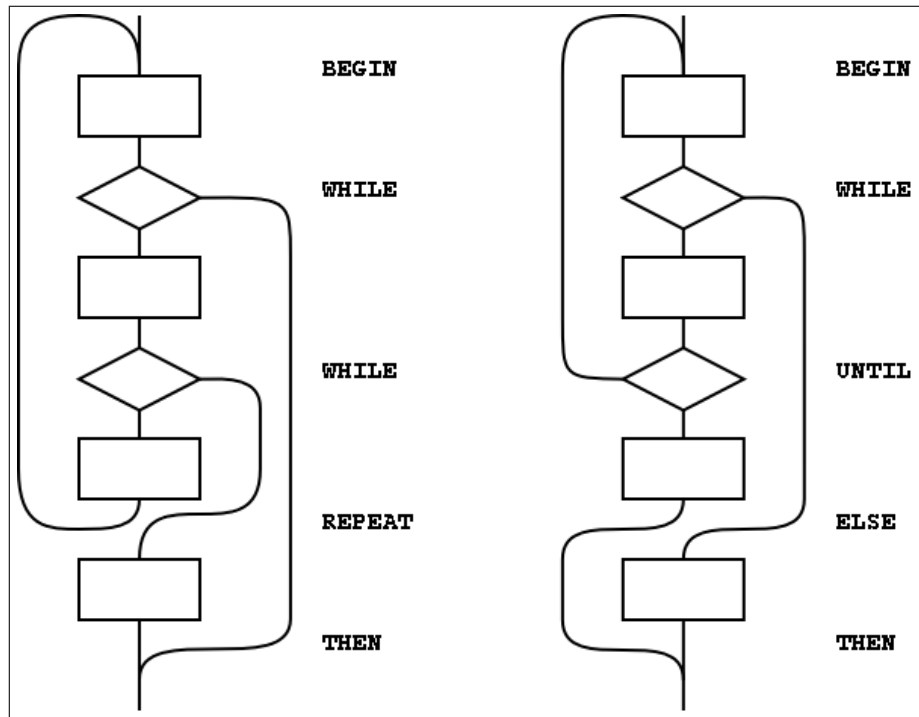 BEGIN
WHILE
WHILE
REPEAT
THEN
BEGIN
WHILE
UNTIL
ELSE
THEN